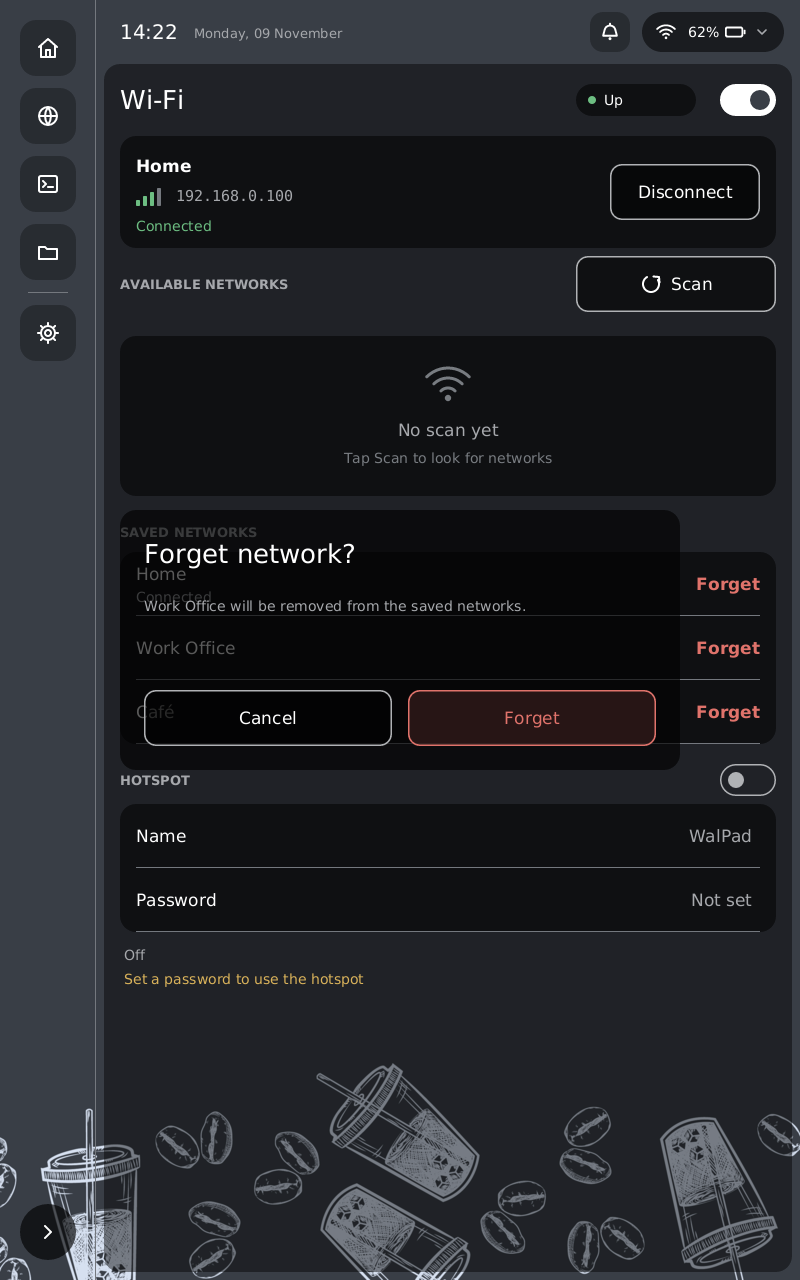 14:22 Monday, 09 November 62%
Wi-Fi Up
Home
192.168.0.100
Connected
Disconnect
AVAILABLE NETWORKS Scan
No scan yet
Tap Scan to look for networks
SAVED NETWORKS
Forget network?
Home
Connected
Forget
Work Office will be removed from the saved networks.
Work Office Forget
Café Forget
Cancel Forget
HOTSPOT
Name WalPad
Password Not set
Off
Set a password to use the hotspot